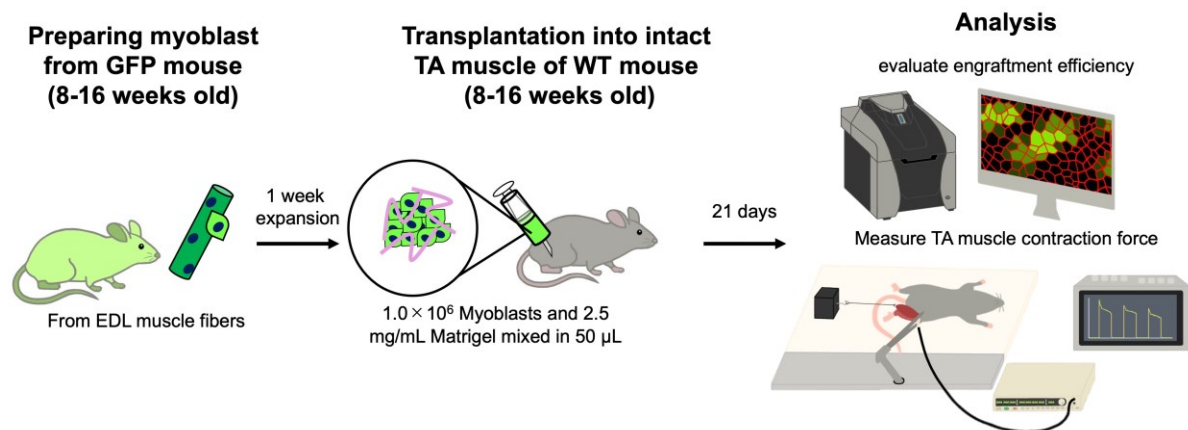 Preparing myoblast
from GFP mouse
(8-16 weeks old)
From EDL muscle fibers
1 week
expansion
Transplantation into intact
TA muscle of WT mouse
(8-16 weeks old)
1.0 × 10⁶ Myoblasts and 2.5
mg/mL Matrigel mixed in 50 μL
21 days
Analysis
evaluate engraftment efficiency
Measure TA muscle contraction force